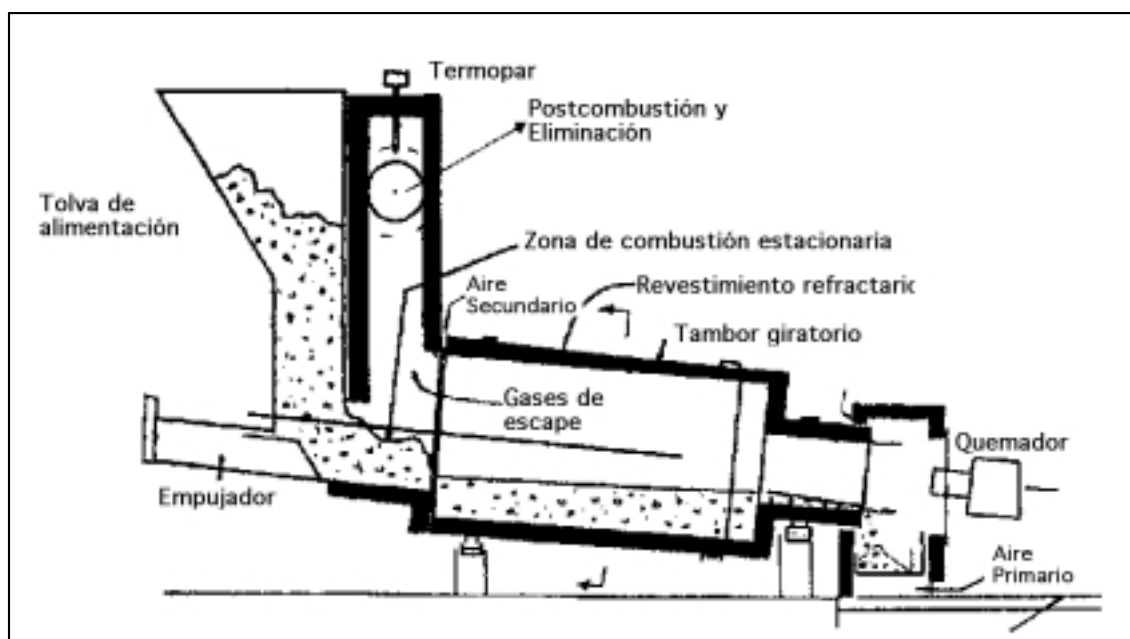 Termopar
Postcombustión y
Eliminación
Tolva de
alimentación
Zona de combustión estacionaria
Aire
Secundario
Revestimiento refractaric
Tambor giratorio
Gases de
escape
Quemador
Empujador
Aire
Primario